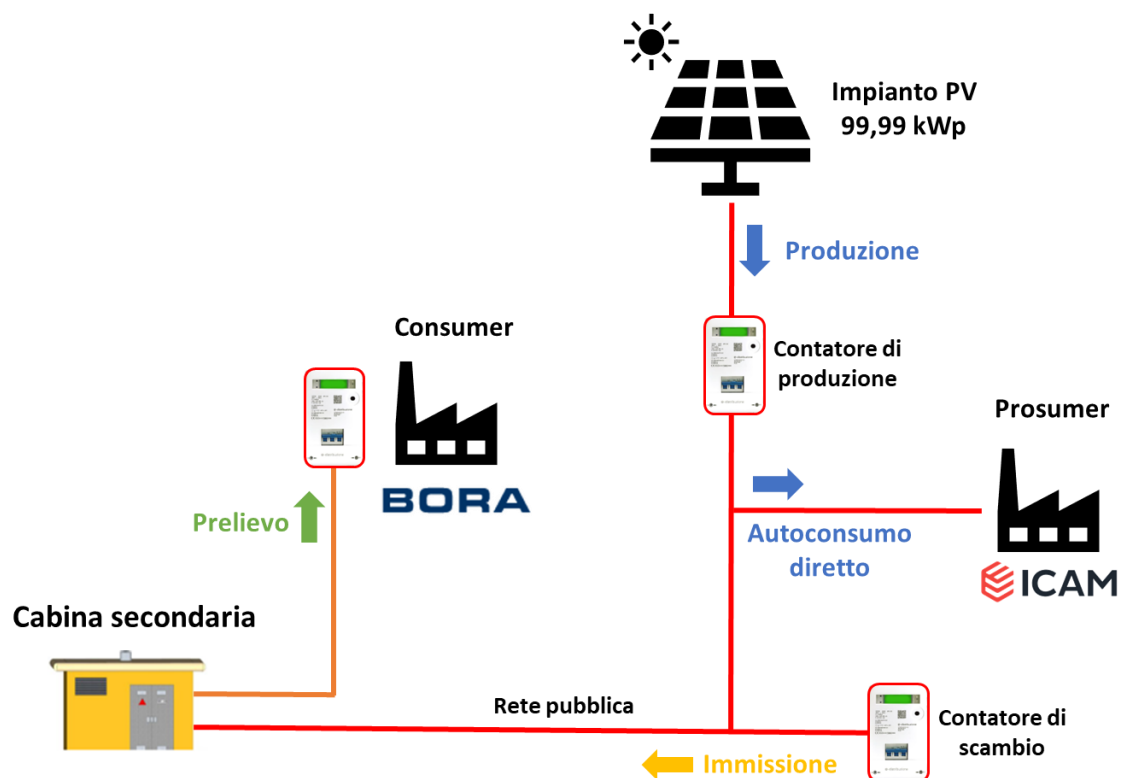 Impianto PV
99,99 kWp
Produzione
Consumer
Contatore di
produzione
Prosumer
BORA
Prelievo
Autoconsumo
diretto
ICAM
Cabina secondaria
Rete pubblica
Contatore di
scambio
Immissione